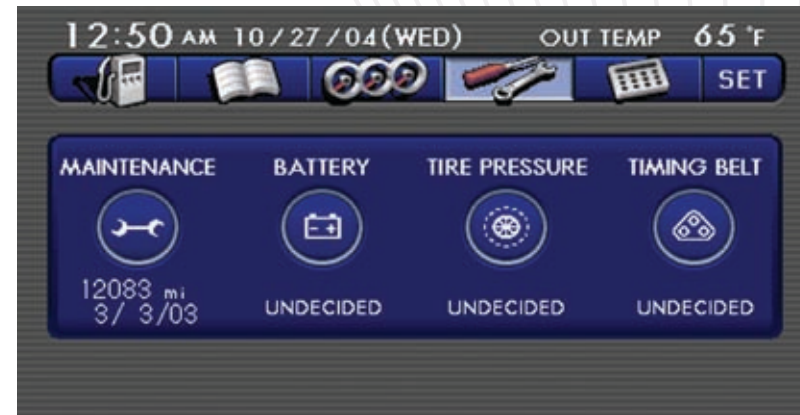 12:50 AM 10/27/04(WED) OUT TEMP 65 °F
SET
MAINTENANCE BATTERY TIRE PRESSURE TIMING BELT
12083 mi
3/ 3/03 UNDECIDED UNDECIDED UNDECIDED